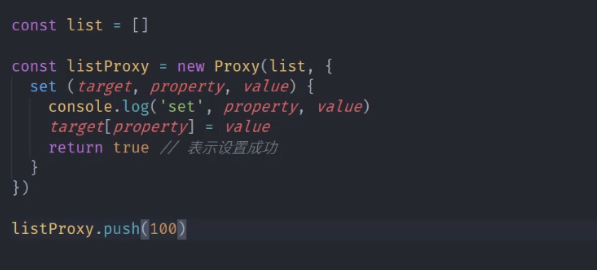 const list = []
const listProxy = new Proxy(list, {
set (target, property, value) {
console.log('set', property, value)
target[property] = value
return true // 表示设置成功
}
})
listProxy.push(100)